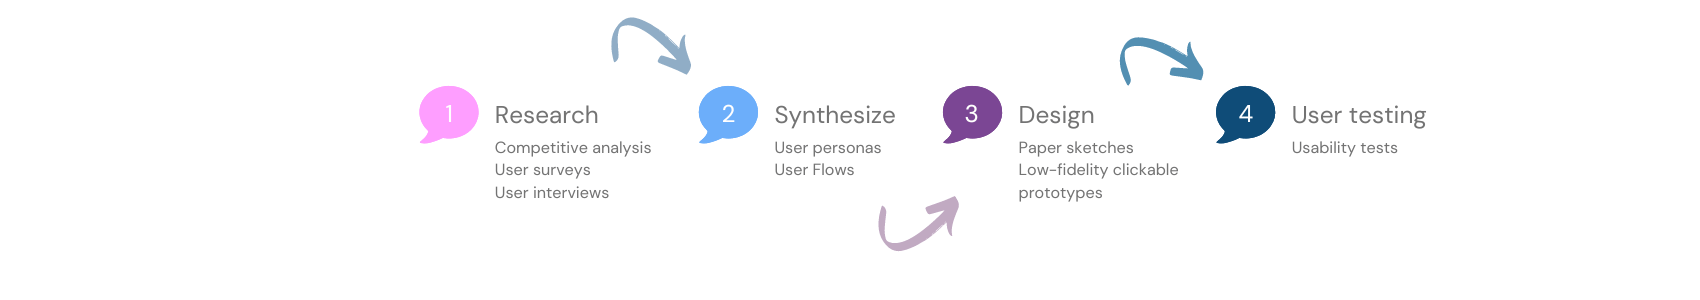 1
Research
Competitive analysis
User surveys
User interviews
2
Synthesize
User personas
User Flows
3
Design
Paper sketches
Low-fidelity clickable
prototypes
4
User testing
Usability tests